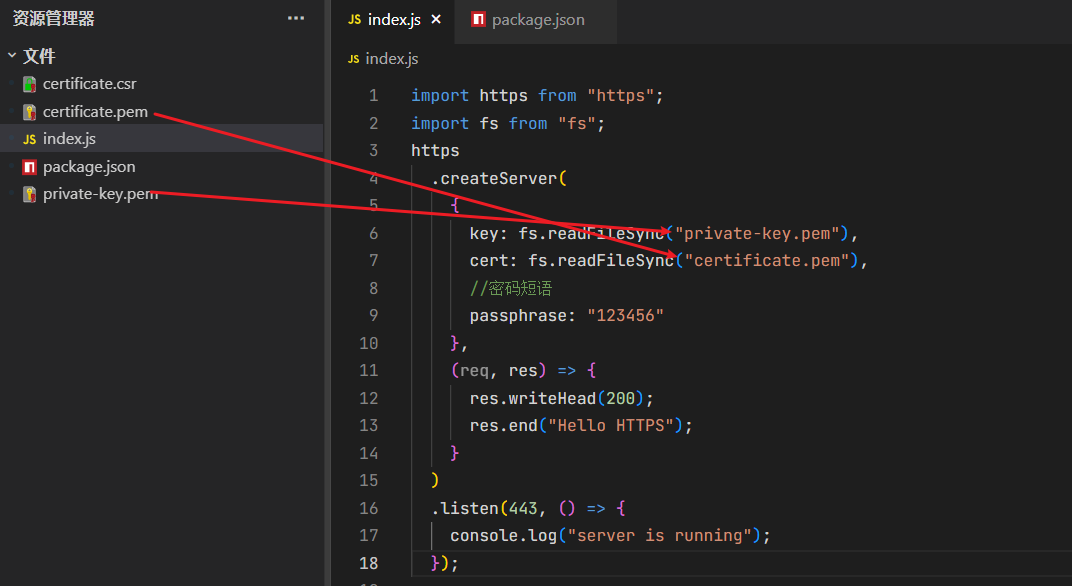 资源管理器 ···
文件
certificate.csr
certificate.pem
JS index.js
package.json
private-key.pem
JS index.js × package.json
JS index.js
1 import https from "https";
2 import fs from "fs";
3 https
4 .createServer(
5 {
6 key: fs.readFileSync("private-key.pem"),
7 cert: fs.readFileSync("certificate.pem"),
8 //密码短语
9 passphrase: "123456"
10 },
11 (req, res) => {
12 res.writeHead(200);
13 res.end("Hello HTTPS");
14 }
15 )
16 .listen(443, () => {
17 console.log("server is running");
18 });